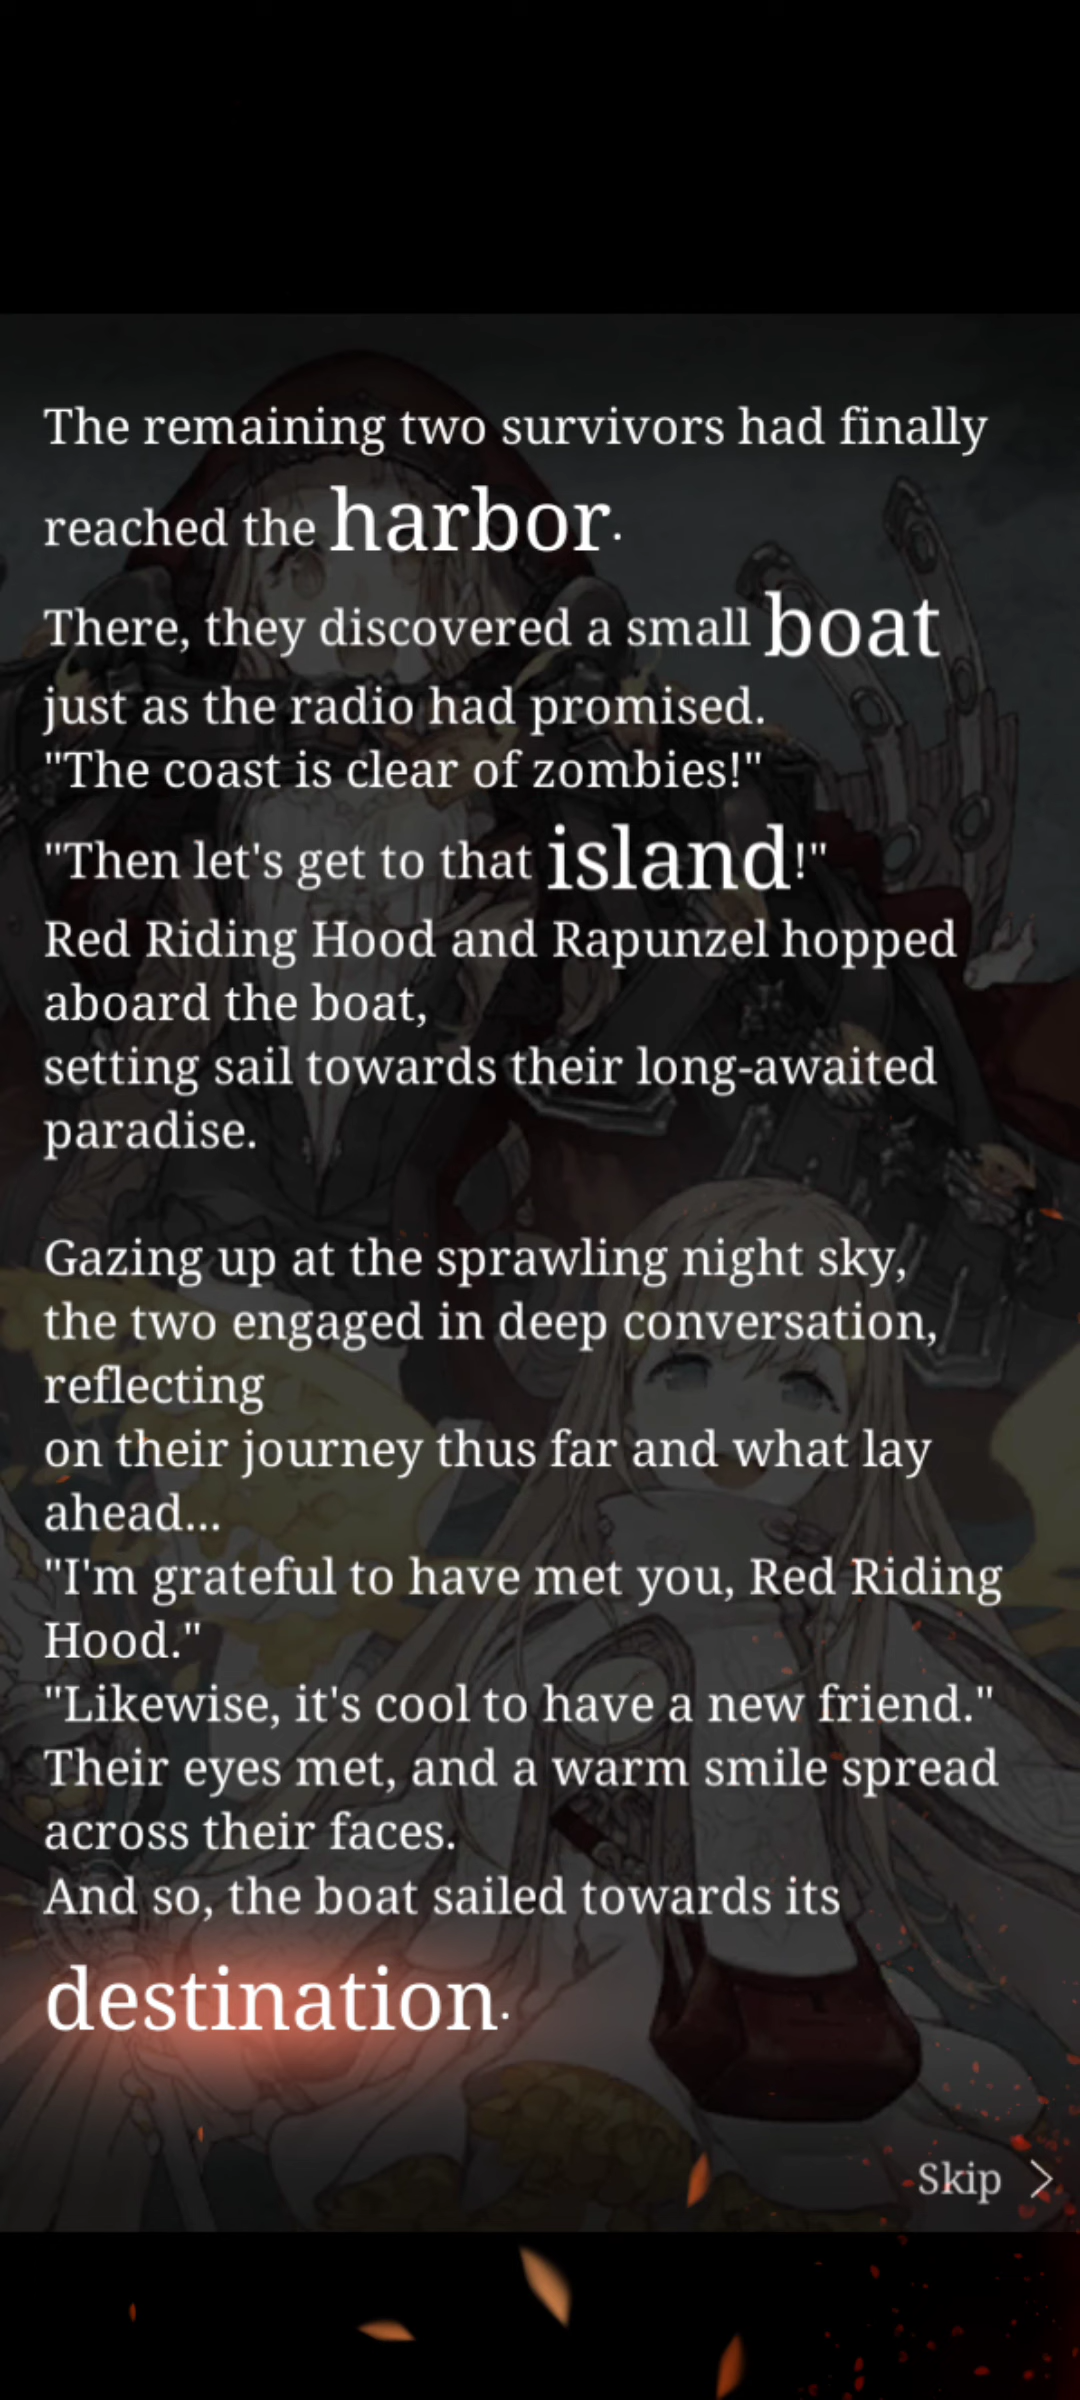 The remaining two survivors had finally
reached the harbor.
There, they discovered a small boat
just as the radio had promised.
"The coast is clear of zombies!"
"Then let's get to that island!"
Red Riding Hood and Rapunzel hopped
aboard the boat,
setting sail towards their long-awaited
paradise.
Gazing up at the sprawling night sky,
the two engaged in deep conversation,
reflecting
on their journey thus far and what lay
ahead...
"I'm grateful to have met you, Red Riding
Hood."
"Likewise, it's cool to have a new friend."
Their eyes met, and a warm smile spread
across their faces.
And so, the boat sailed towards its
destination.
Skip